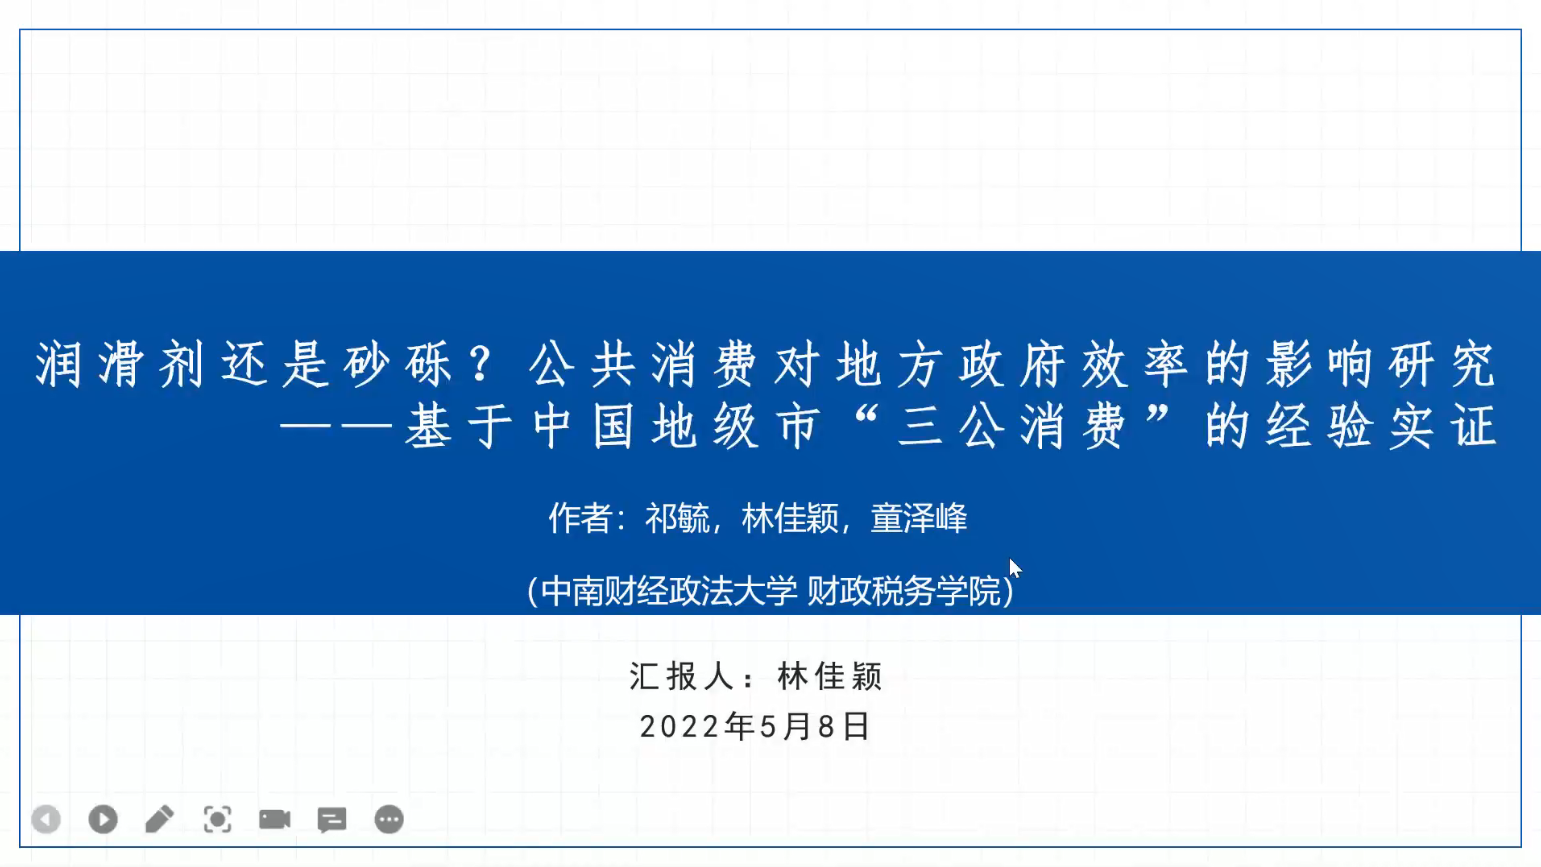 润滑剂还是砂砾？公共消费对地方政府效率的影响研究
——基于中国地级市“三公消费”的经验实证
作者：祁毓，林佳颖，童泽峰
（中南财经政法大学 财政税务学院）
汇报人：林佳颖
2022年5月8日